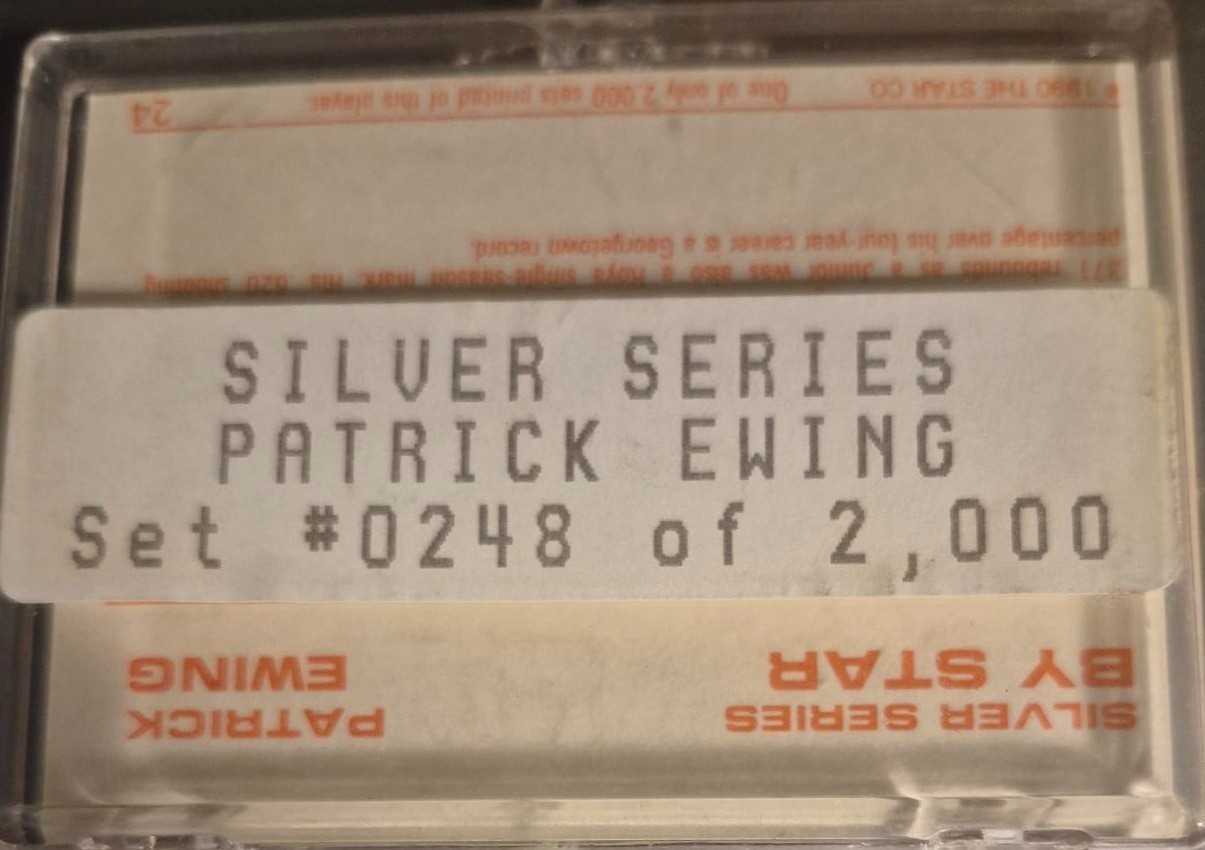 SILVER SERIES
PATRICK EWING
Set #0248 of 2,000
SILVER SERIES
BY STAR
PATRICK
EWING
371 rebounds as a Junior was also a Hoya single-season mark. His .620 shooting
percentage over his four-year career is a Georgetown record.
© 1990 THE STAR CO. One of only 2,000 sets printed of this player. 24